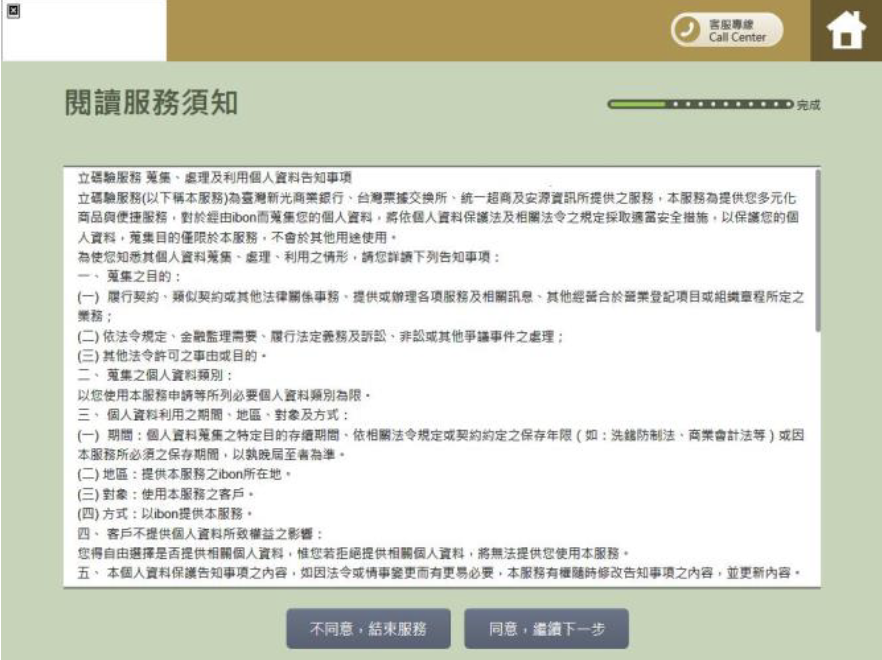 客服專線
Call Center
閱讀服務須知
完成
立碼驗服務 蒐集、處理及利用個人資料告知事項
立碼驗服務(以下稱本服務)為臺灣新光商業銀行、台灣票據交換所、統一超商及安源資訊所提供之服務，本服務為提供您多元化
商品與便捷服務，對於經由ibon而蒐集您的個人資料，將依個人資料保護法及相關法令之規定採取適當安全措施，以保護您的個
人資料，蒐集目的僅限於本服務，不會於其他用途使用。
為使您知悉其個人資料蒐集、處理、利用之情形，請您詳讀下列告知事項：
一、 蒐集之目的：
(一) 履行契約、類似契約或其他法律關係事務、提供或辦理各項服務及相關訊息、其他經營合於營業登記項目或組織章程所定之
業務；
(二) 依法令規定、金融監理需要、履行法定義務及訴訟、非訟或其他爭議事件之處理；
(三) 其他法令許可之事由或目的。
二、 蒐集之個人資料類別：
以您使用本服務申請等所列必要個人資料類別為限。
三、 個人資料利用之期間、地區、對象及方式：
(一) 期間：個人資料蒐集之特定目的存續期間、依相關法令規定或契約約定之保存年限（如：洗錢防制法、商業會計法等）或因
本服務所必須之保存期間，以孰晚屆至者為準。
(二) 地區：提供本服務之ibon所在地。
(三) 對象：使用本服務之客戶。
(四) 方式：以ibon提供本服務。
四、 客戶不提供個人資料所致權益之影響：
您得自由選擇是否提供相關個人資料，惟您若拒絕提供相關個人資料，將無法提供您使用本服務。
五、 本個人資料保護告知事項之內容，如因法令或情事變更而有更易必要，本服務有權隨時修改告知事項之內容，並更新內容。
不同意，結束服務
同意，繼續下一步